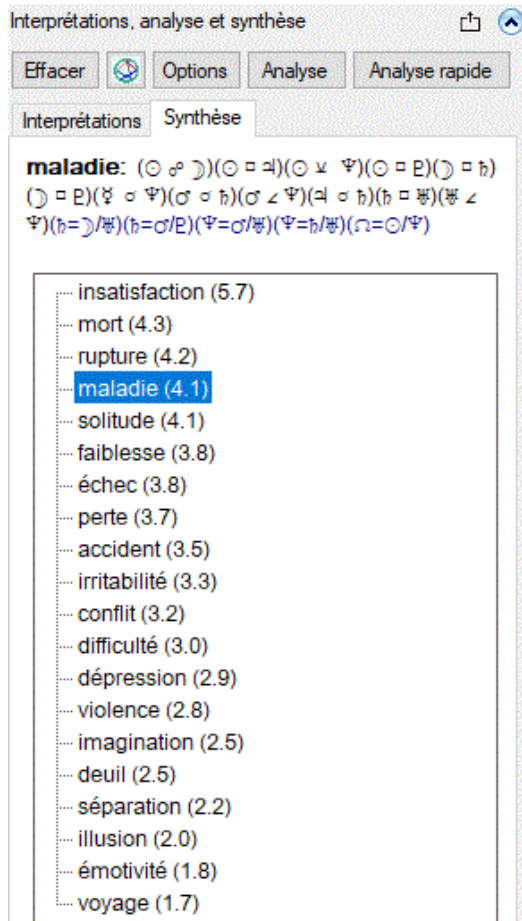 Interprétations, analyse et synthèse
Effacer Options Analyse Analyse rapide
Interprétations Synthèse
maladie: (☉ ☍ ☽)(☉ □ ♃)(☉ ⚺ ♆)(☉ □ ♇)(☽ □ ♄)
(☽ □ ♇)(☿ ☌ ♆)(♂ ☌ ♄)(♂ ∠ ♆)(♃ ☌ ♄)(♄ □ ♅)(♅ ∠
♆)(♄=☽/♅)(♄=♂/♇)(♆=♂/♅)(♆=♄/♅)(☊=☉/♆)
insatisfaction (5.7)
mort (4.3)
rupture (4.2)
maladie (4.1)
solitude (4.1)
faiblesse (3.8)
échec (3.8)
perte (3.7)
accident (3.5)
irritabilité (3.3)
conflit (3.2)
difficulté (3.0)
dépression (2.9)
violence (2.8)
imagination (2.5)
deuil (2.5)
séparation (2.2)
illusion (2.0)
émotivité (1.8)
voyage (1.7)